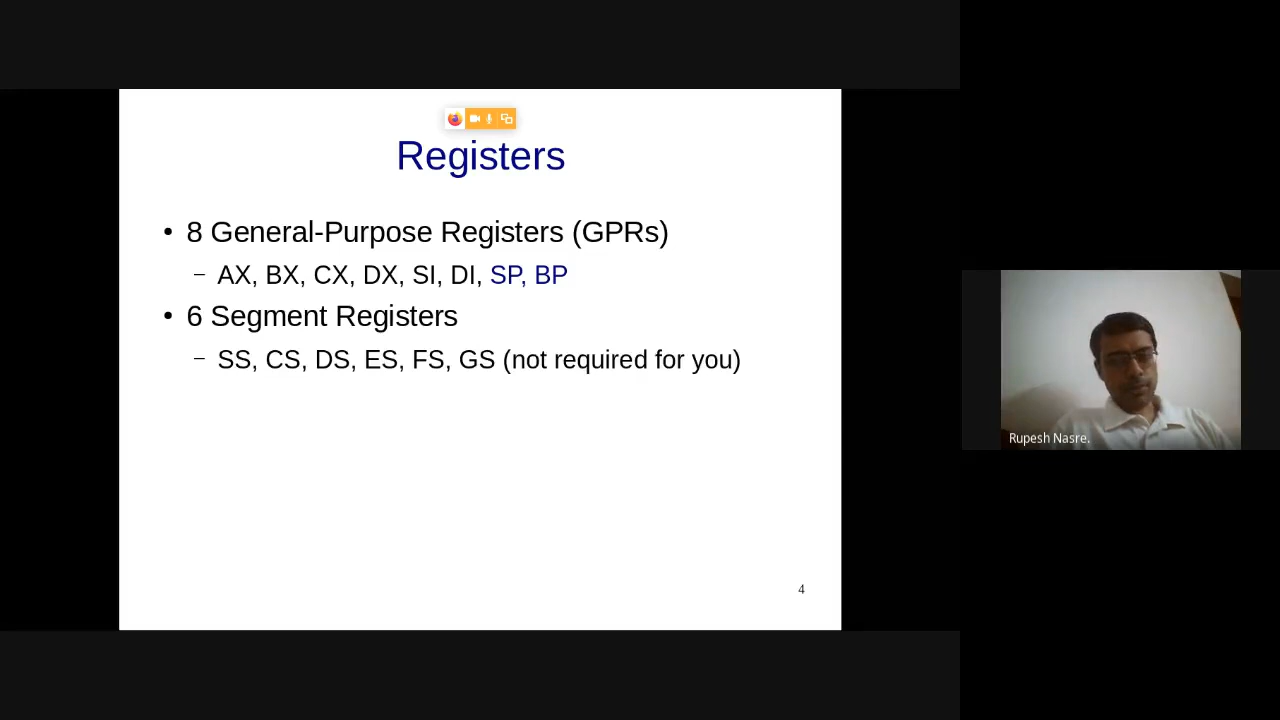 Registers
• 8 General-Purpose Registers (GPRs)
– AX, BX, CX, DX, SI, DI, SP, BP
• 6 Segment Registers
– SS, CS, DS, ES, FS, GS (not required for you)
4
Rupesh Nasre.